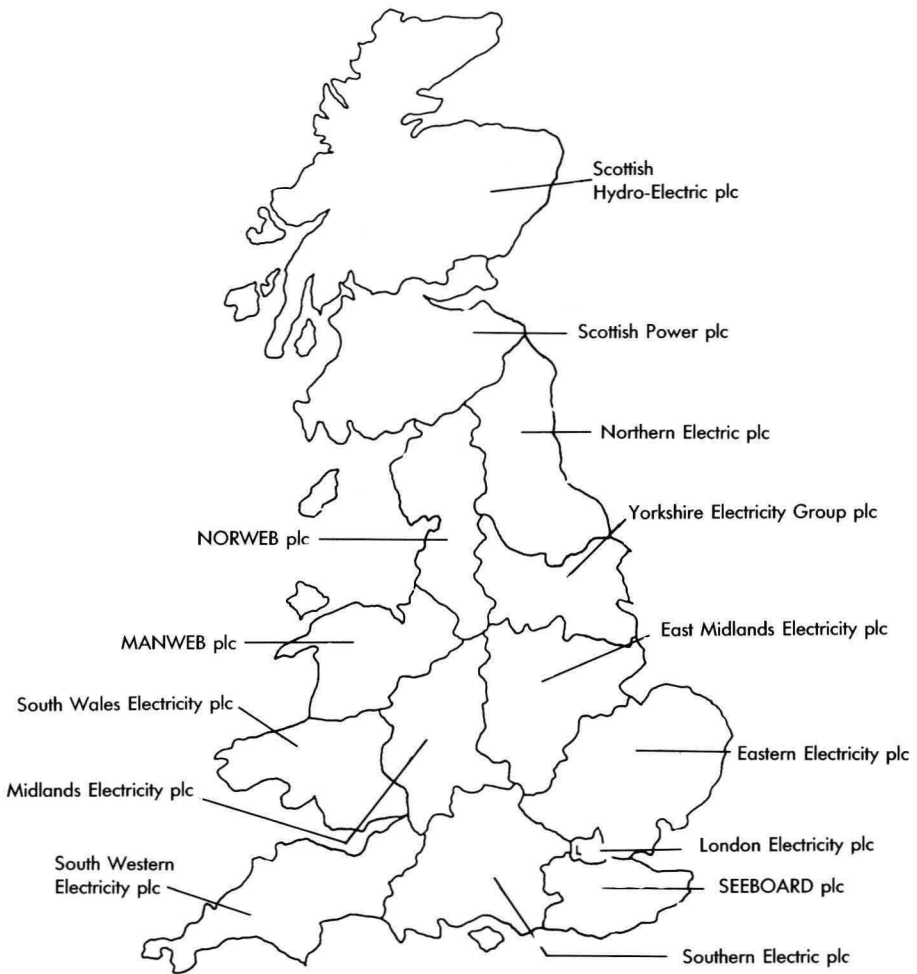 Scottish
Hydro-Electric plc
Scottish Power plc
Northern Electric plc
Yorkshire Electricity Group plc
NORWEB plc
East Midlands Electricity plc
MANWEB plc
South Wales Electricity plc
Eastern Electricity plc
Midlands Electricity plc
London Electricity plc
L
South Western
Electricity plc
SEEBOARD plc
Southern Electric plc